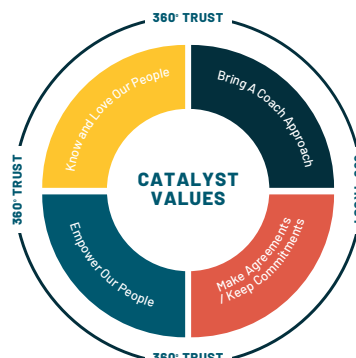 360° TRUST
Know and Love Our People
Bring A Coach Approach
360° TRUST
CATALYST
VALUES
Empower Our People
Make Agreements
/ Keep Commitments
360° TRUST